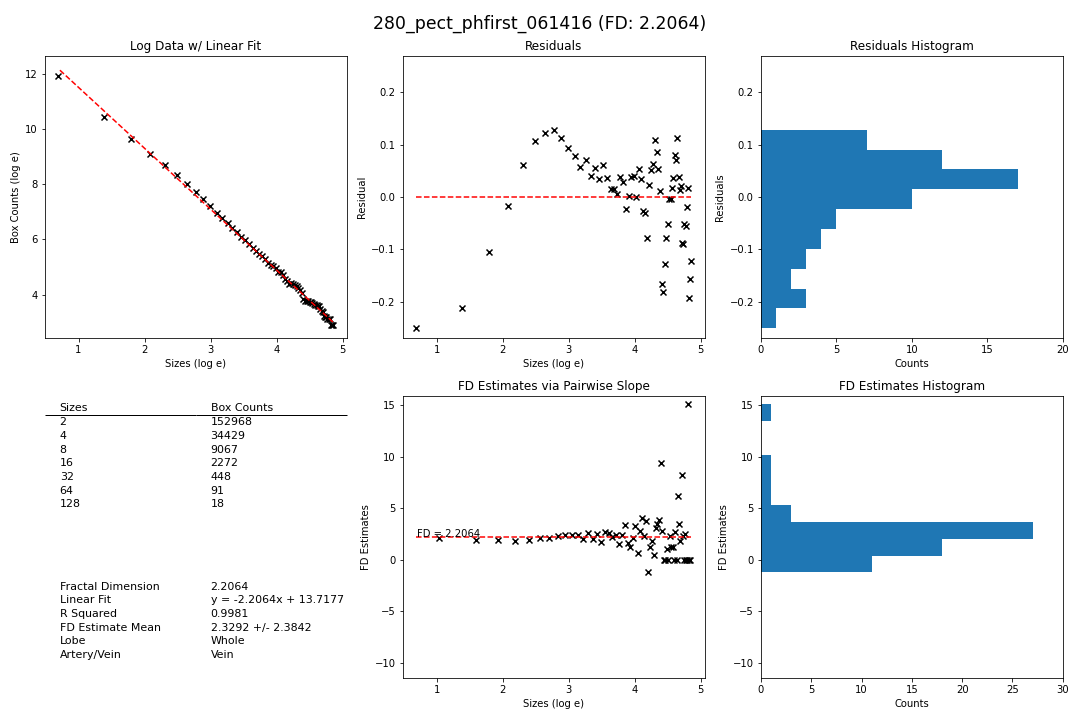 280_pect_phfirst_061416 (FD: 2.2064)
Log Data w/ Linear Fit
12
10
8
6
4
Box Counts (log e)
1 2 3 4 5
Sizes (log e)
Residuals
0.2
0.1
0.0
−0.1
−0.2
Residual
1 2 3 4 5
Sizes (log e)
Residuals Histogram
0.2
0.1
0.0
−0.1
−0.2
Residuals
0 5 10 15 20
Counts
Sizes Box Counts
2 152968
4 34429
8 9067
16 2272
32 448
64 91
128 18
Fractal Dimension 2.2064
Linear Fit y = -2.2064x + 13.7177
R Squared 0.9981
FD Estimate Mean 2.3292 +/- 2.3842
Lobe Whole
Artery/Vein Vein
FD Estimates via Pairwise Slope
15
10
5
0
−5
−10
FD Estimates
FD = 2.2064
1 2 3 4 5
Sizes (log e)
FD Estimates Histogram
15
10
5
0
−5
−10
FD Estimates
0 5 10 15 20 25 30
Counts